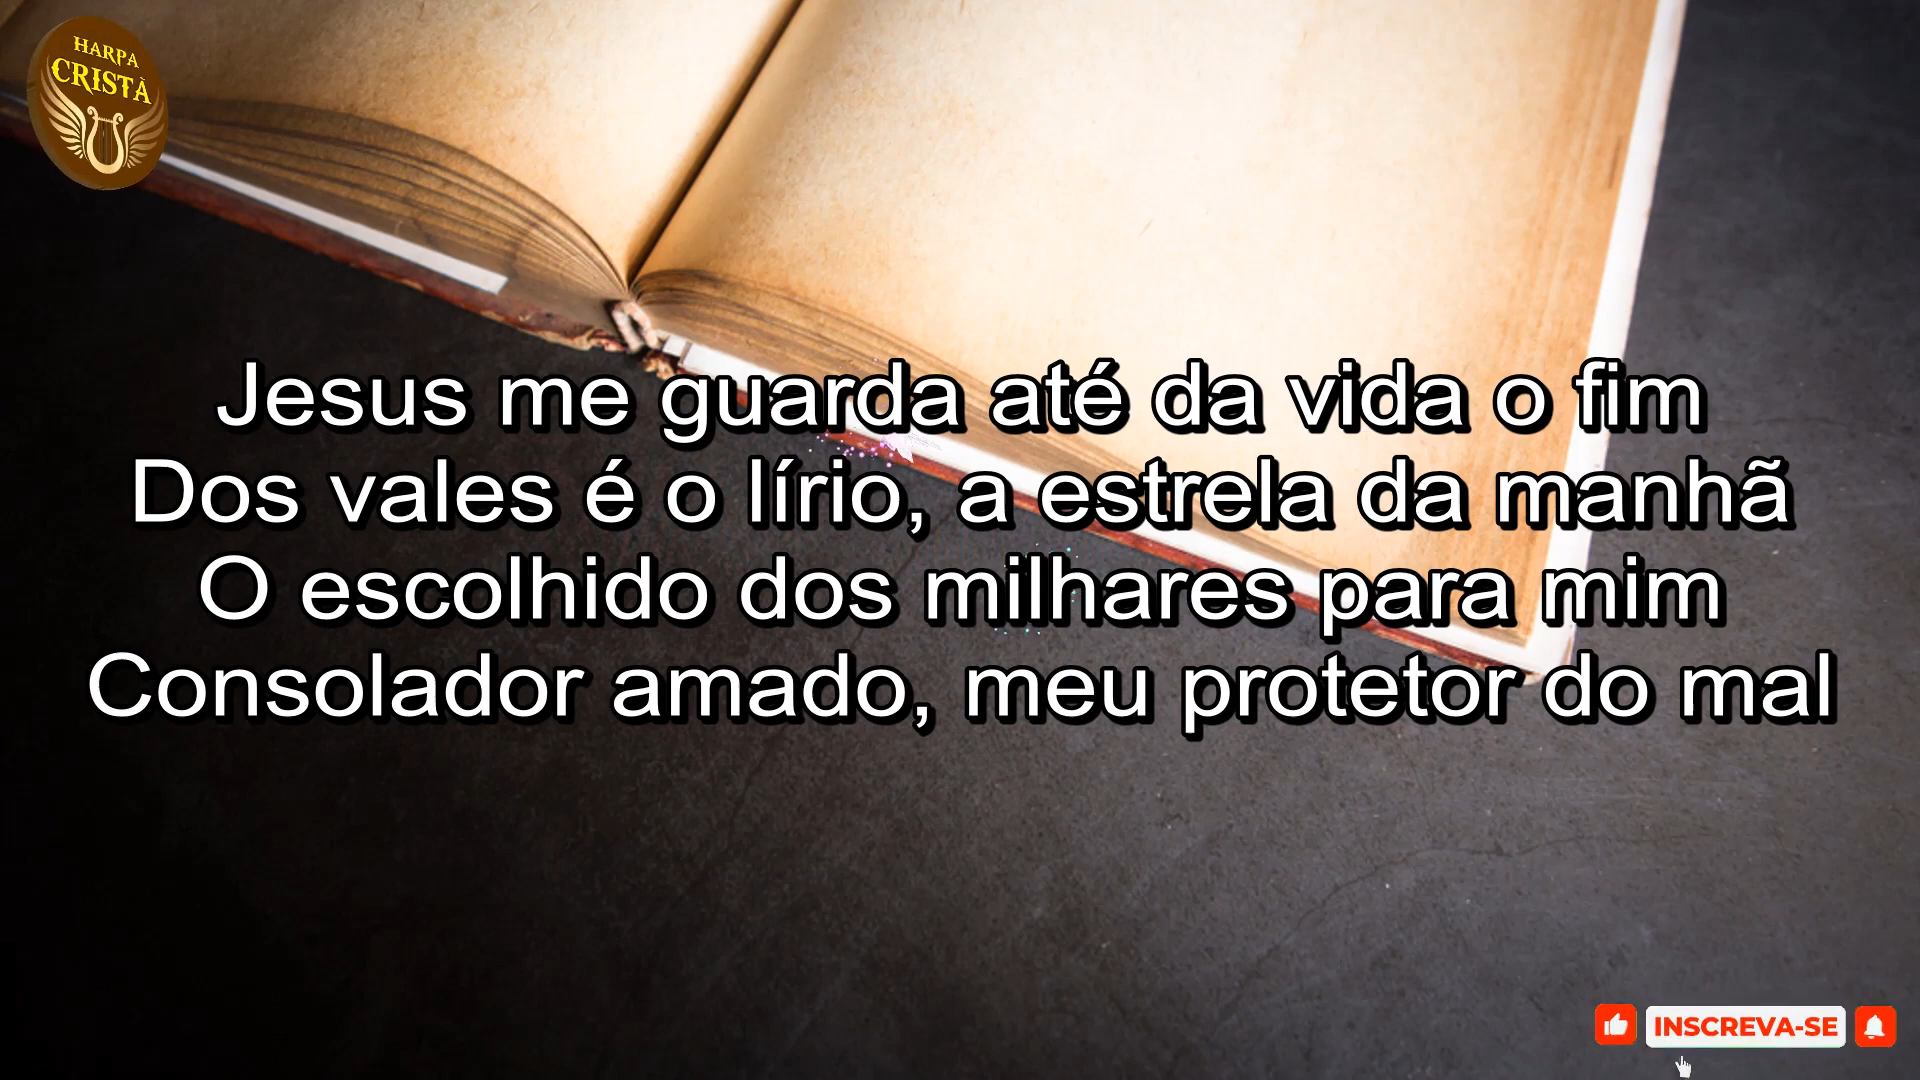 HARPA
CRISTÃ
Jesus me guarda até da vida o fim
Dos vales é o lírio, a estrela da manhã
O escolhido dos milhares para mim
Consolador amado, meu protetor do mal
INSCREVA-SE